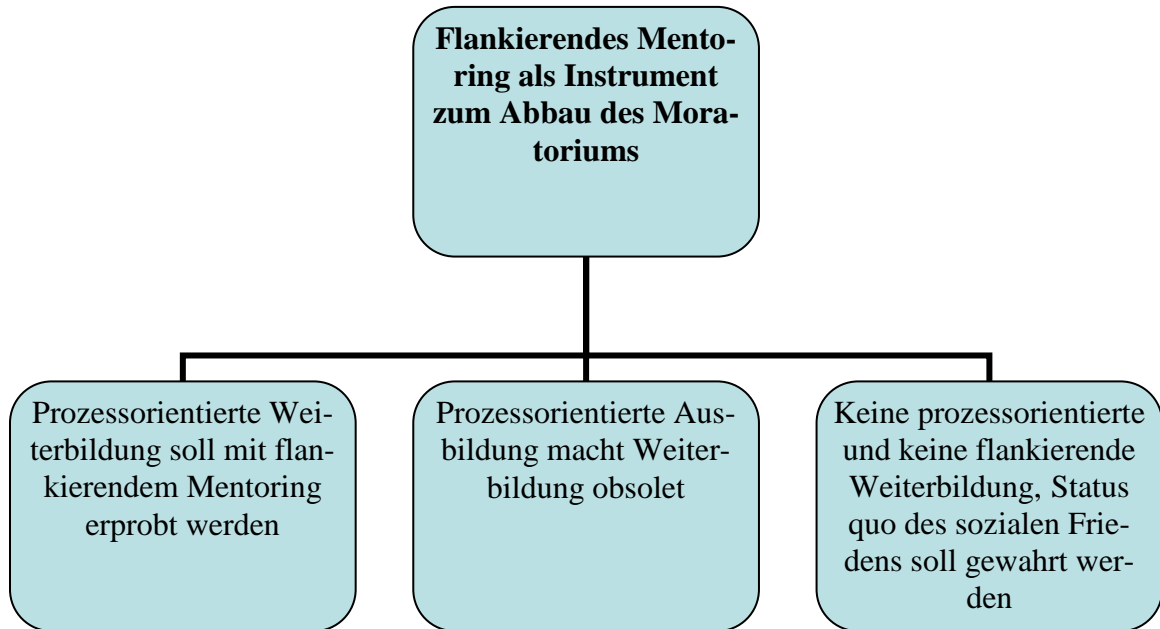 Flankierendes Mento-
ring als Instrument
zum Abbau des Mora-
toriums
Prozessorientierte Wei-
terbildung soll mit flan-
kierendem Mentoring
erprobt werden
Prozessorientierte Aus-
bildung macht Weiter-
bildung obsolet
Keine prozessorientierte
und keine flankierende
Weiterbildung, Status
quo des sozialen Frie-
dens soll gewahrt wer-
den